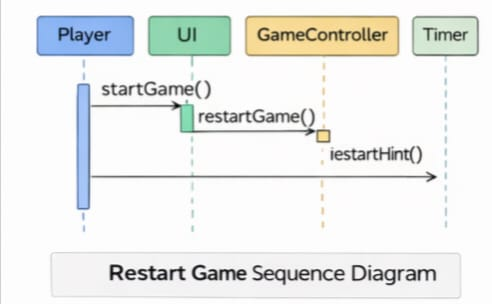 Player UI GameController Timer
startGame()
restartGame()
iestartHint()
Restart Game Sequence Diagram